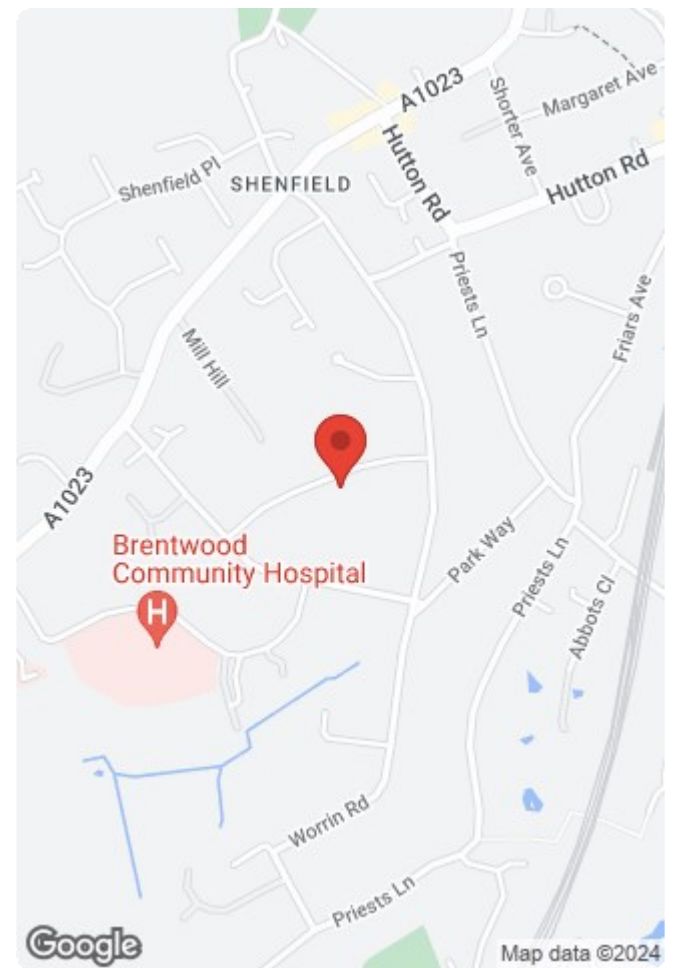 A1023
Shorter Ave
Margaret Ave
Hutton Rd
Shenfield Pl
SHENFIELD
Hutton Rd
Priests Ln
Friars Ave
Mill Hill
A1023
Brentwood
Community Hospital
H
Park Way
Priests Ln
Abbots Cl
Worrin Rd
Priests Ln
Google
Map data ©2024